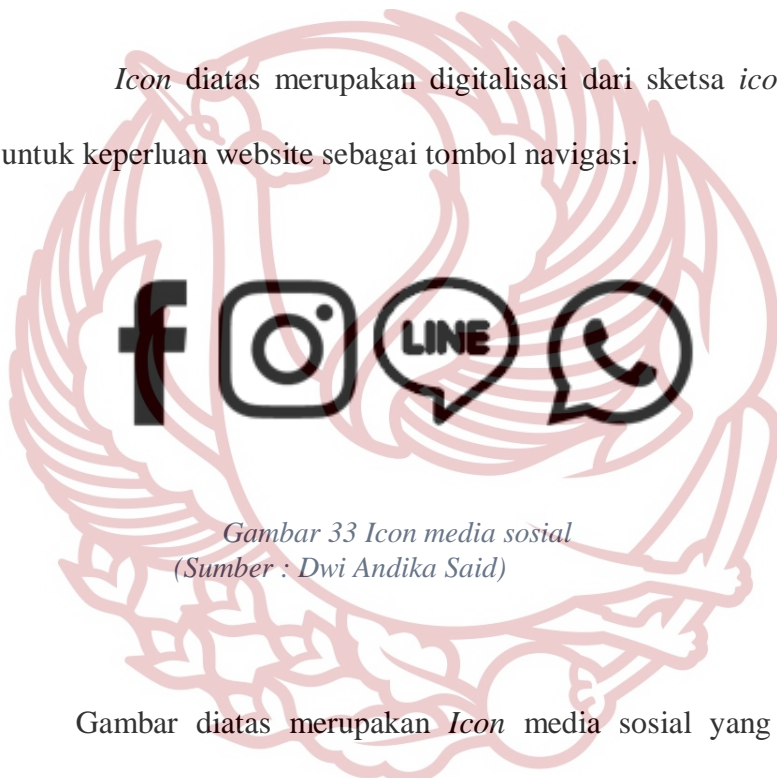 Icon diatas merupakan digitalisasi dari sketsa
untuk keperluan website sebagai tombol navigasi.
f LINE
Gambar 33 Icon media sosial
(Sumber : Dwi Andika Said)
Gambar diatas merupakan Icon media sosial yang